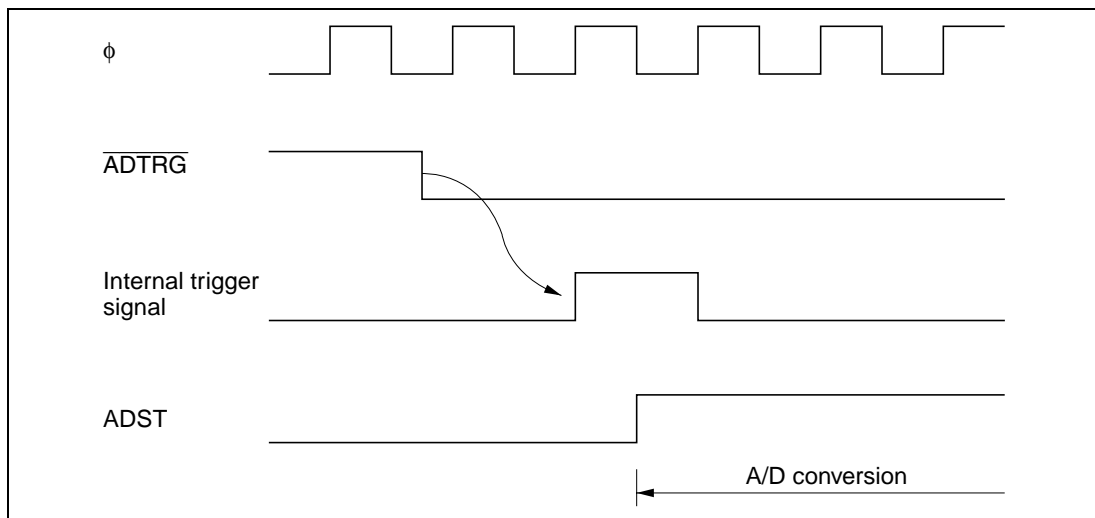 ϕ
ADTRG
Internal trigger
signal
ADST
A/D conversion